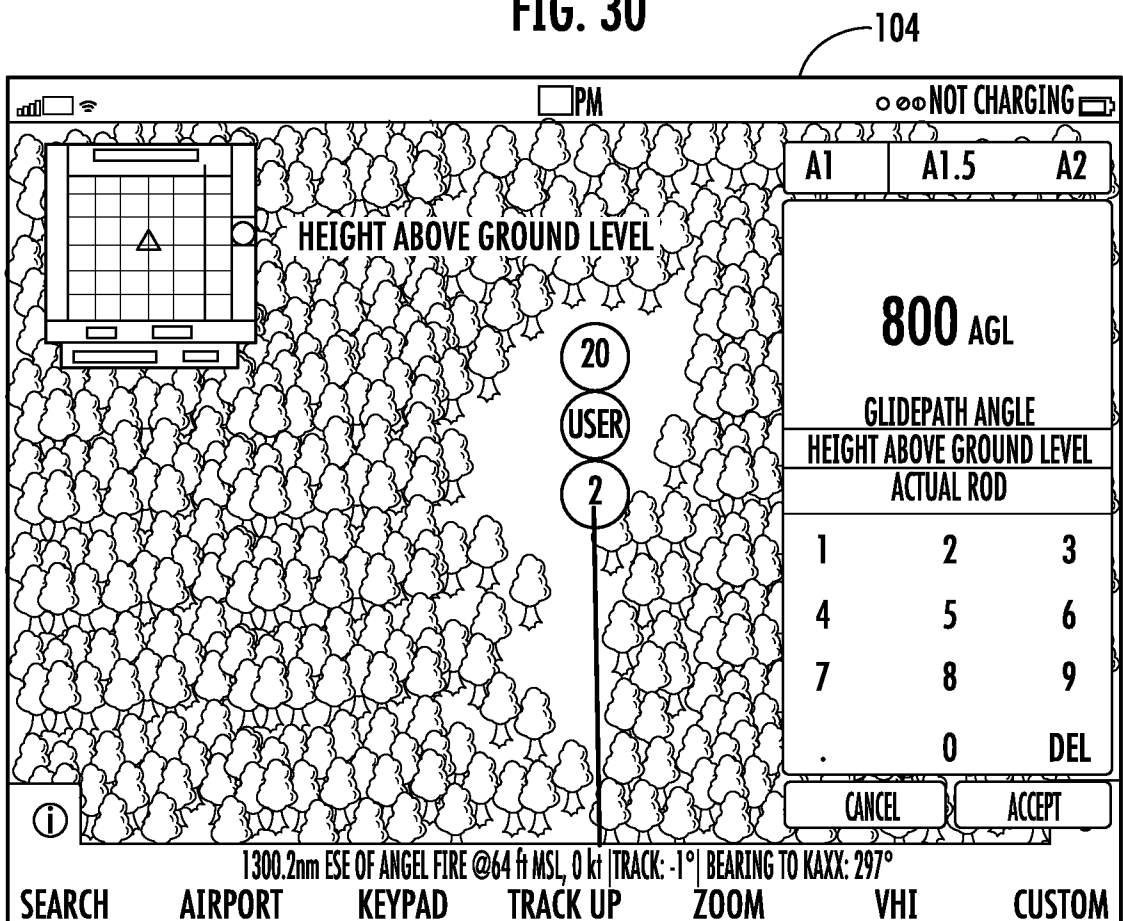 FIG. 30
104
PM
NOT CHARGING
A1 A1.5 A2
HEIGHT ABOVE GROUND LEVEL
800 AGL
20
USER
2
GLIDEPATH ANGLE
HEIGHT ABOVE GROUND LEVEL
ACTUAL ROD
1 2 3
4 5 6
7 8 9
. 0 DEL
CANCEL ACCEPT
i
1300.2nm ESE OF ANGEL FIRE @64 ft MSL, 0 kt |TRACK: -1°| BEARING TO KAXX: 297°
SEARCH AIRPORT KEYPAD TRACK UP ZOOM VHI CUSTOM